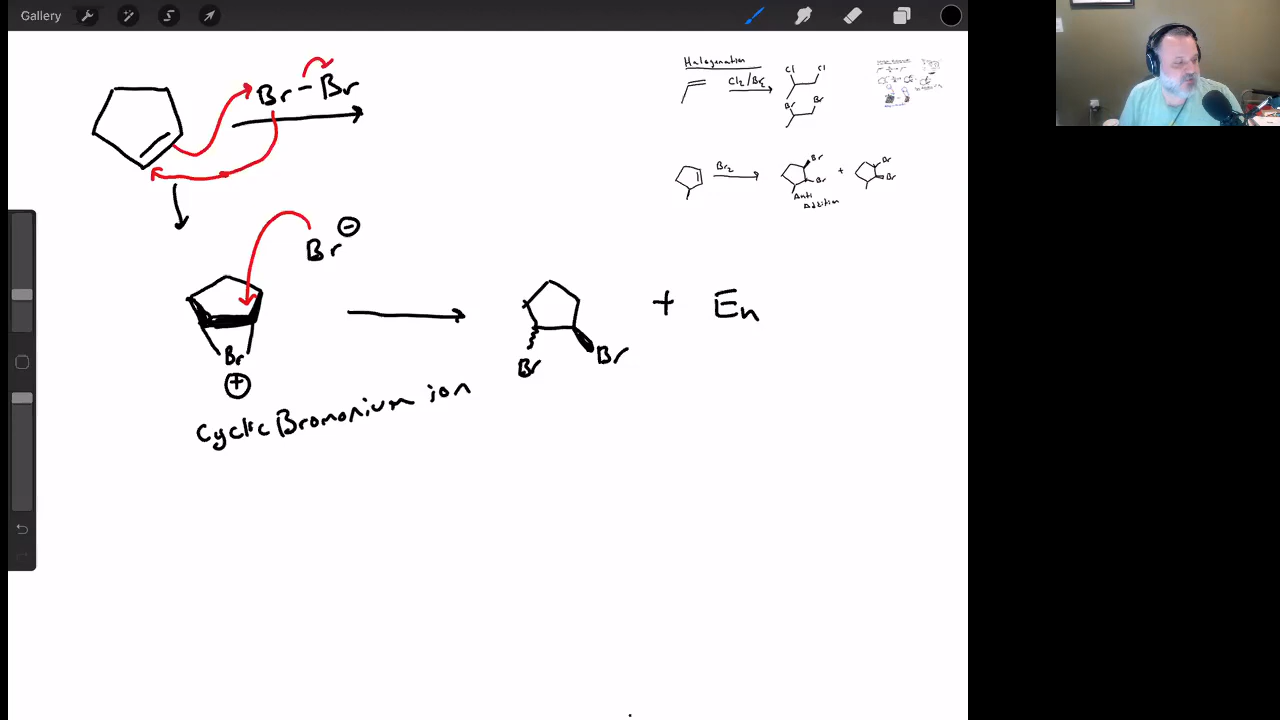 Gallery
Br-Br
Br
⊖
Br
⊕
Cyclic Bromonium ion
Br
Br
+ En
Halogenation
Cl2/Br2
Cl
Cl
Br
Br
Br2
Br
Br
+
Br
Br
Anti
Addition